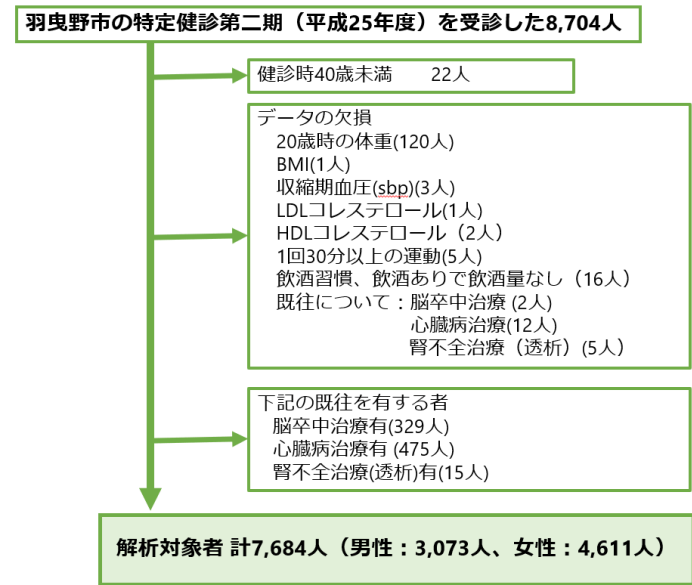 羽曳野市の特定健診第二期（平成25年度）を受診した8,704人
健診時40歳未満　　22人
データの欠損
20歳時の体重(120人)
BMI(1人)
収縮期血圧(sbp)(3人)
LDLコレステロール(1人)
HDLコレステロール（2人）
1回30分以上の運動(5人)
飲酒習慣、飲酒ありで飲酒量なし（16人）
既往について：脳卒中治療 (2人)
心臓病治療(12人)
腎不全治療（透析）(5人）
下記の既往を有する者
脳卒中治療有(329人)
心臓病治療有 (475人)
腎不全治療(透析)有(15人)
解析対象者 計7,684人（男性：3,073人、女性：4,611人）